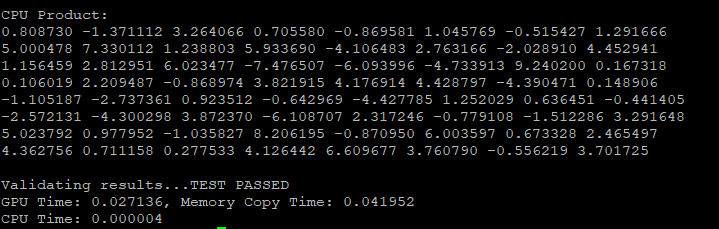 CPU Product:
0.808730 -1.371112 3.264066 0.705580 -0.869581 1.045769 -0.515427 1.291666
5.000478 7.330112 1.238803 5.933690 -4.106483 2.763166 -2.028910 4.452941
1.156459 2.812951 6.023477 -7.476507 -6.093996 -4.733913 9.240200 0.167318
0.106019 2.209487 -0.868974 3.821915 4.176914 4.428797 -4.390471 0.148906
-1.105187 -2.737361 0.923512 -0.642969 -4.427785 1.252029 0.636451 -0.441405
-2.572131 -4.300298 3.872370 -6.108707 2.317246 -0.779108 -1.512286 3.291648
5.023792 0.977952 -1.035827 8.206195 -0.870950 6.003597 0.673328 2.465497
4.362756 0.711158 0.277533 4.126442 6.609677 3.760790 -0.556219 3.701725
Validating results...TEST PASSED
GPU Time: 0.027136, Memory Copy Time: 0.041952
CPU Time: 0.000004